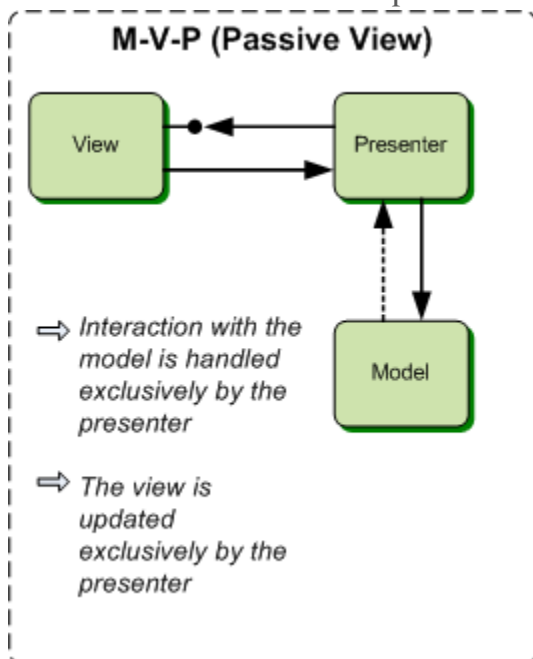 M-V-P (Passive View)
View
Presenter
Model
Interaction with the
model is handled
exclusively by the
presenter
The view is
updated
exclusively by the
presenter